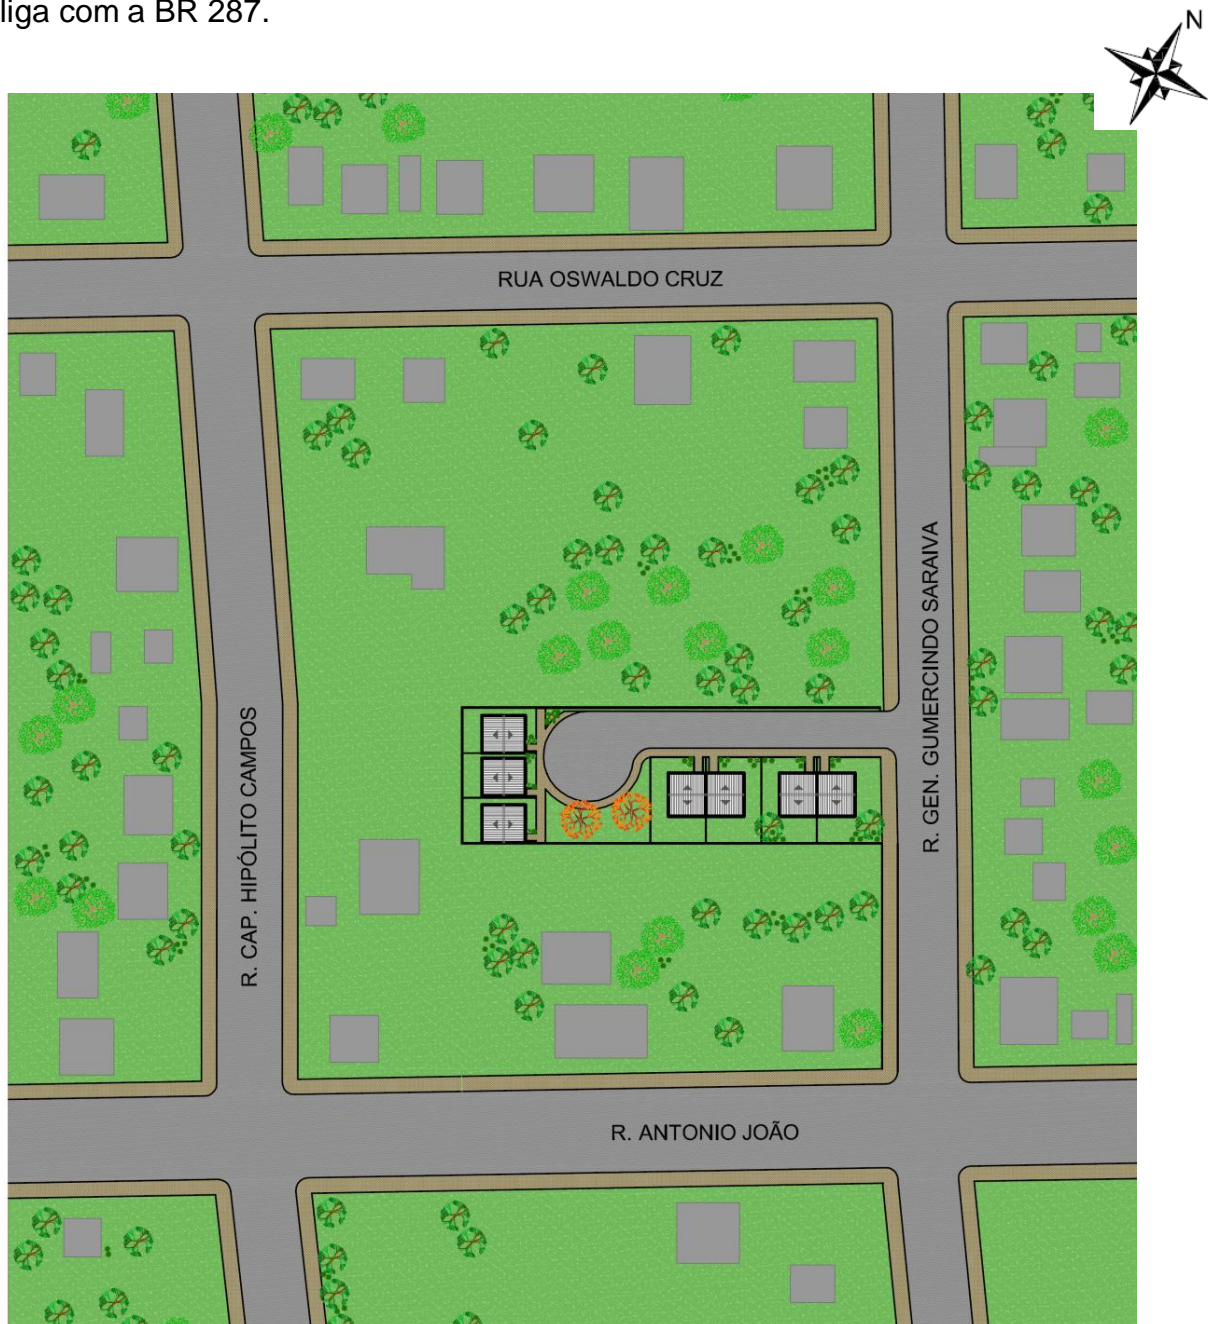 liga com a BR 287.
N
RUA OSWALDO CRUZ
R. GEN. GUMERCINDO SARAIVA
R. CAP. HIPÓLITO CAMPOS
R. ANTONIO JOÃO